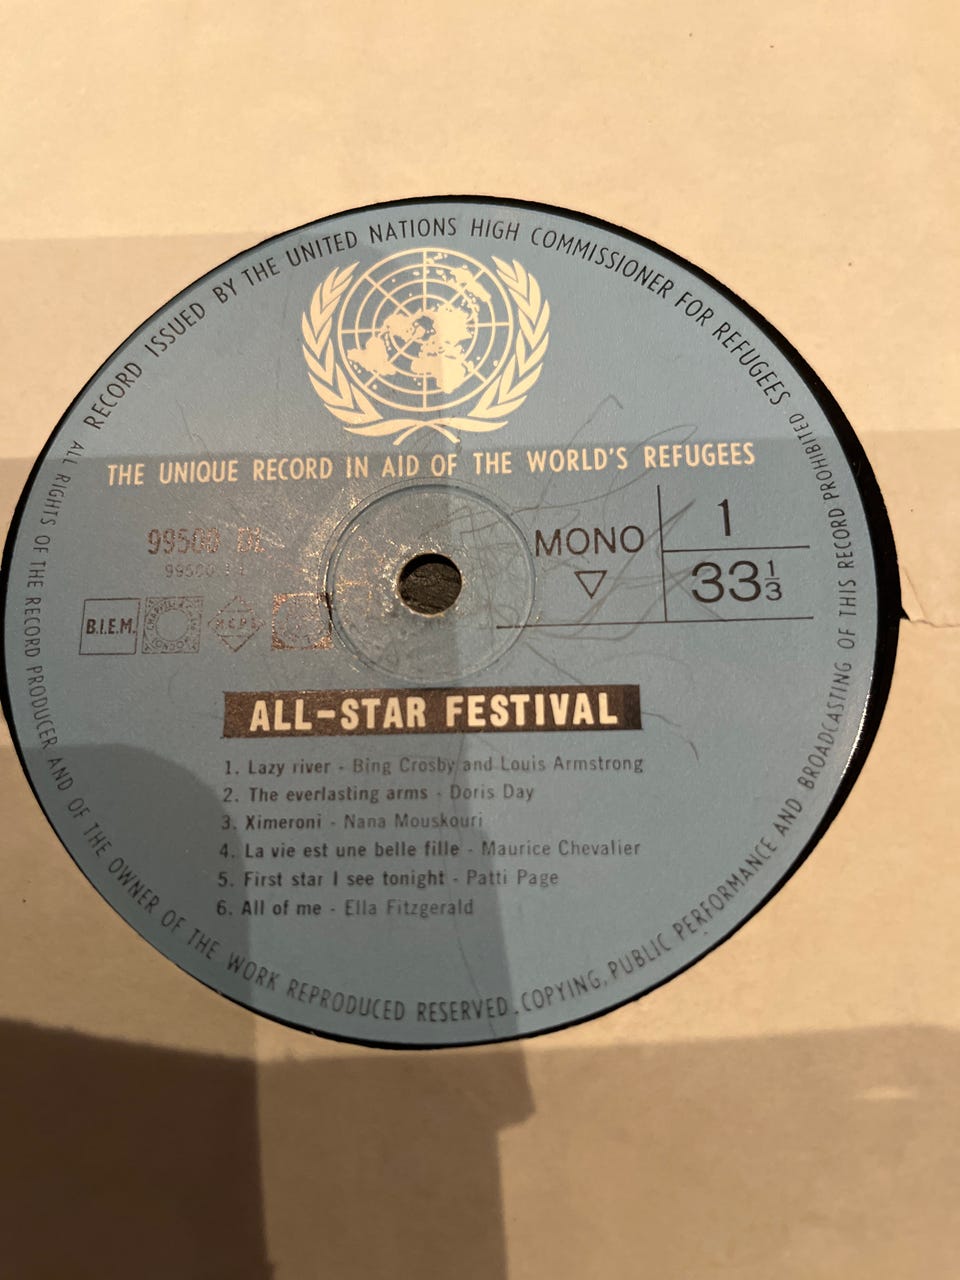 RECORD ISSUED BY THE UNITED NATIONS HIGH COMMISSIONER FOR REFUGEES
THE UNIQUE RECORD IN AID OF THE WORLD'S REFUGEES
99500 DL
MONO
1
33⅓
B.I.E.M.
ALL-STAR FESTIVAL
1. Lazy river - Bing Crosby and Louis Armstrong
2. The everlasting arms - Doris Day
3. Ximeroni - Nana Mouskouri
4. La vie est une belle fille - Maurice Chevalier
5. First star I see tonight - Patti Page
6. All of me - Ella Fitzgerald
ALL RIGHTS OF THE RECORD PRODUCER AND OF THE OWNER OF THE WORK REPRODUCED RESERVED. COPYING, PUBLIC PERFORMANCE AND BROADCASTING OF THIS RECORD PROHIBITED